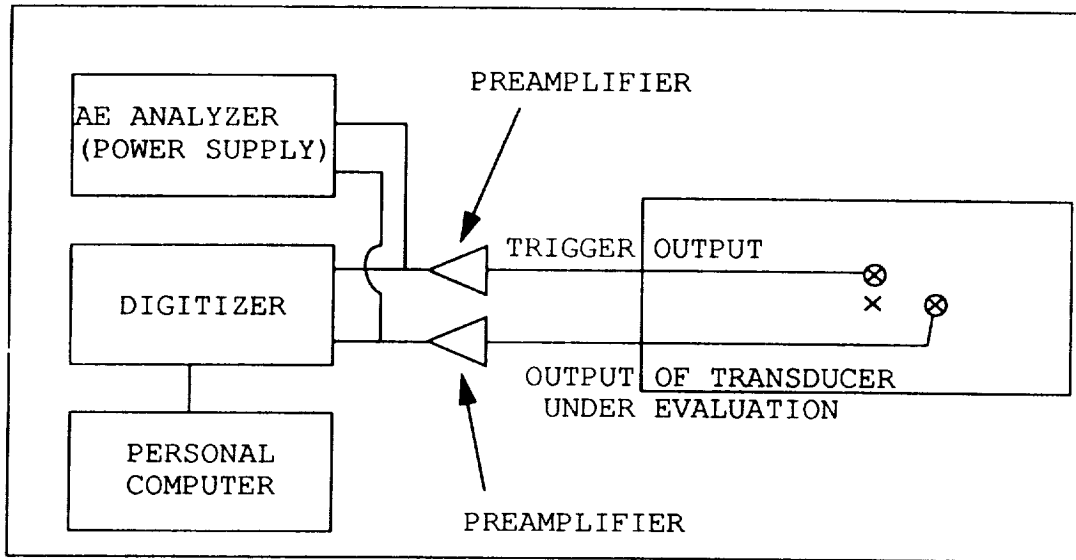 AE ANALYZER
(POWER SUPPLY)
PREAMPLIFIER
TRIGGER OUTPUT
DIGITIZER
OUTPUT OF TRANSDUCER
UNDER EVALUATION
PERSONAL
COMPUTER
PREAMPLIFIER